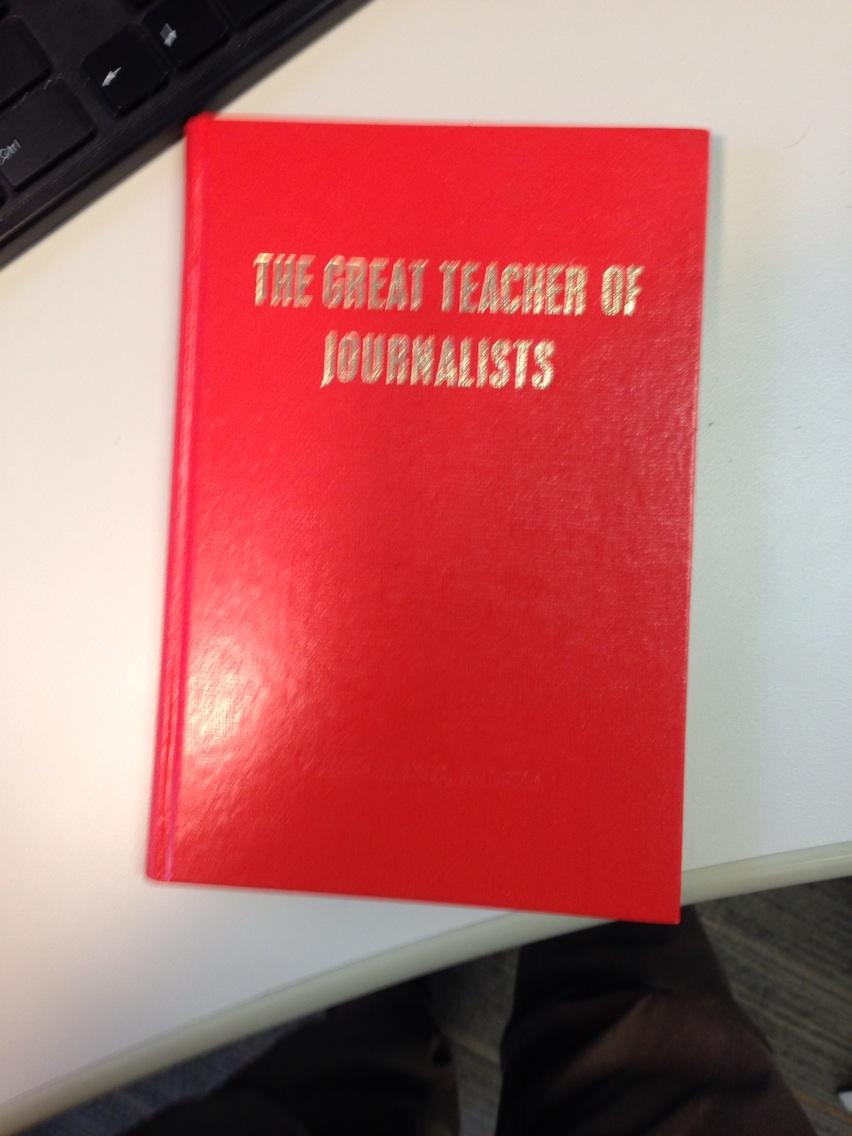 THE GREAT TEACHER OF
JOURNALISTS